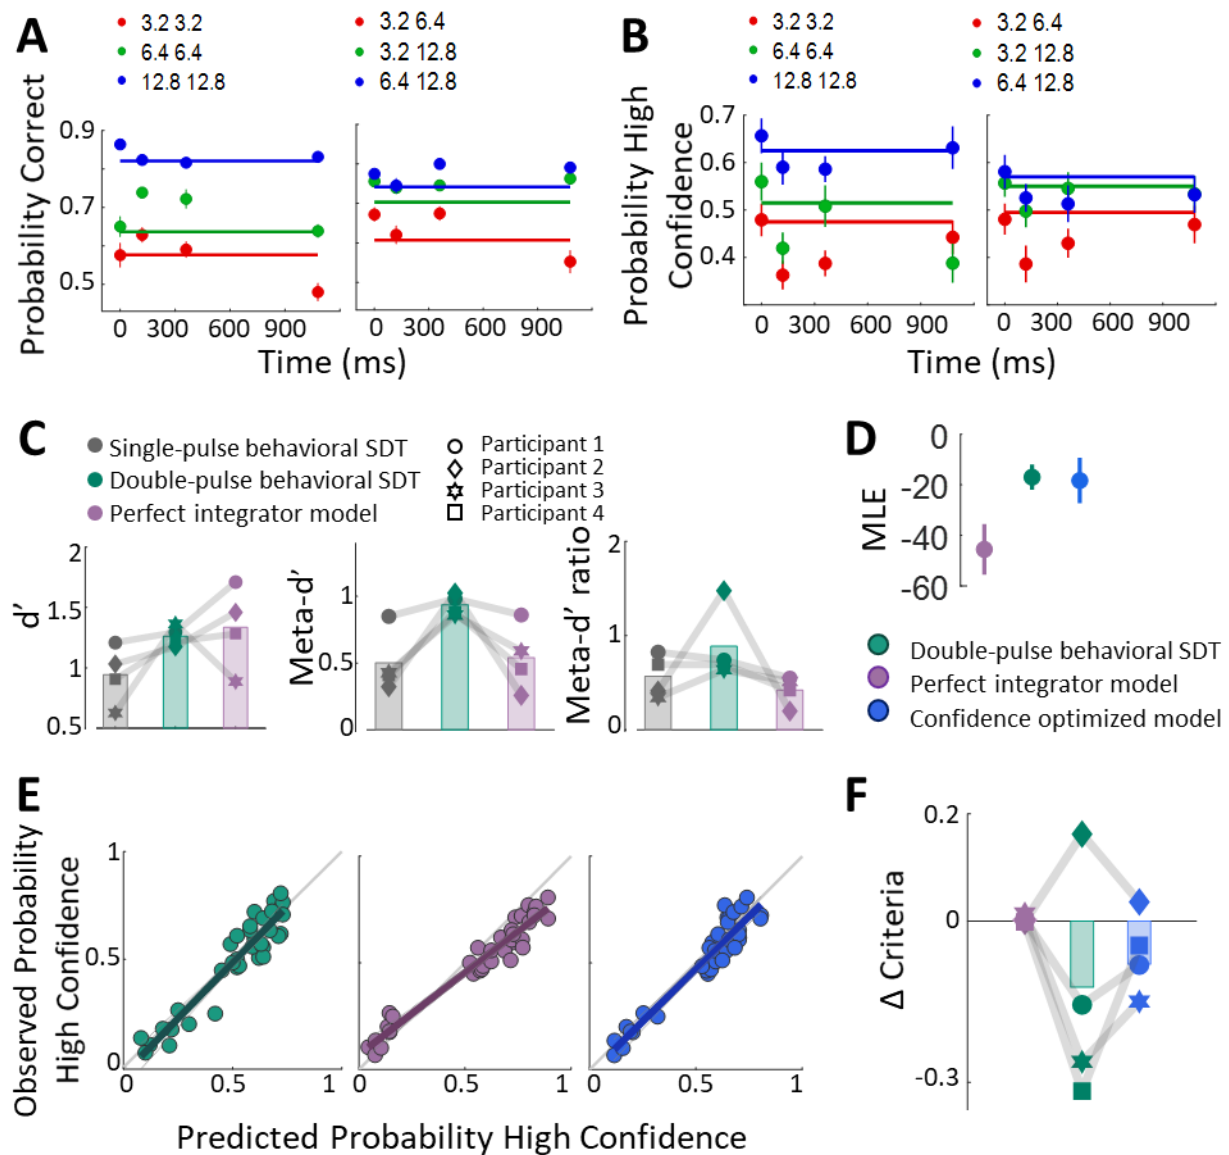 A
3.2 3.2
6.4 6.4
12.8 12.8
3.2 6.4
3.2 12.8
6.4 12.8
Probability Correct
0.9
0.7
0.5
0 300 600 900
0 300 600 900
Time (ms)
B
3.2 3.2
6.4 6.4
12.8 12.8
3.2 6.4
3.2 12.8
6.4 12.8
Probability High
Confidence
0.7
0.6
0.5
0.4
0 300 600 900
0 300 600 900
Time (ms)
C
Single-pulse behavioral SDT
Double-pulse behavioral SDT
Perfect integrator model
Participant 1
Participant 2
Participant 3
Participant 4
d'
2
1.5
1
0.5
Meta-d'
1
0.5
0
Meta-d' ratio
2
1
0
D
MLE
0
-20
-40
-60
Double-pulse behavioral SDT
Perfect integrator model
Confidence optimized model
E
Observed Probability
High Confidence
1
0.5
0
0 0.5 1
0 0.5 1
0 0.5 1
Predicted Probability High Confidence
F
Δ Criteria
0.2
0
-0.3